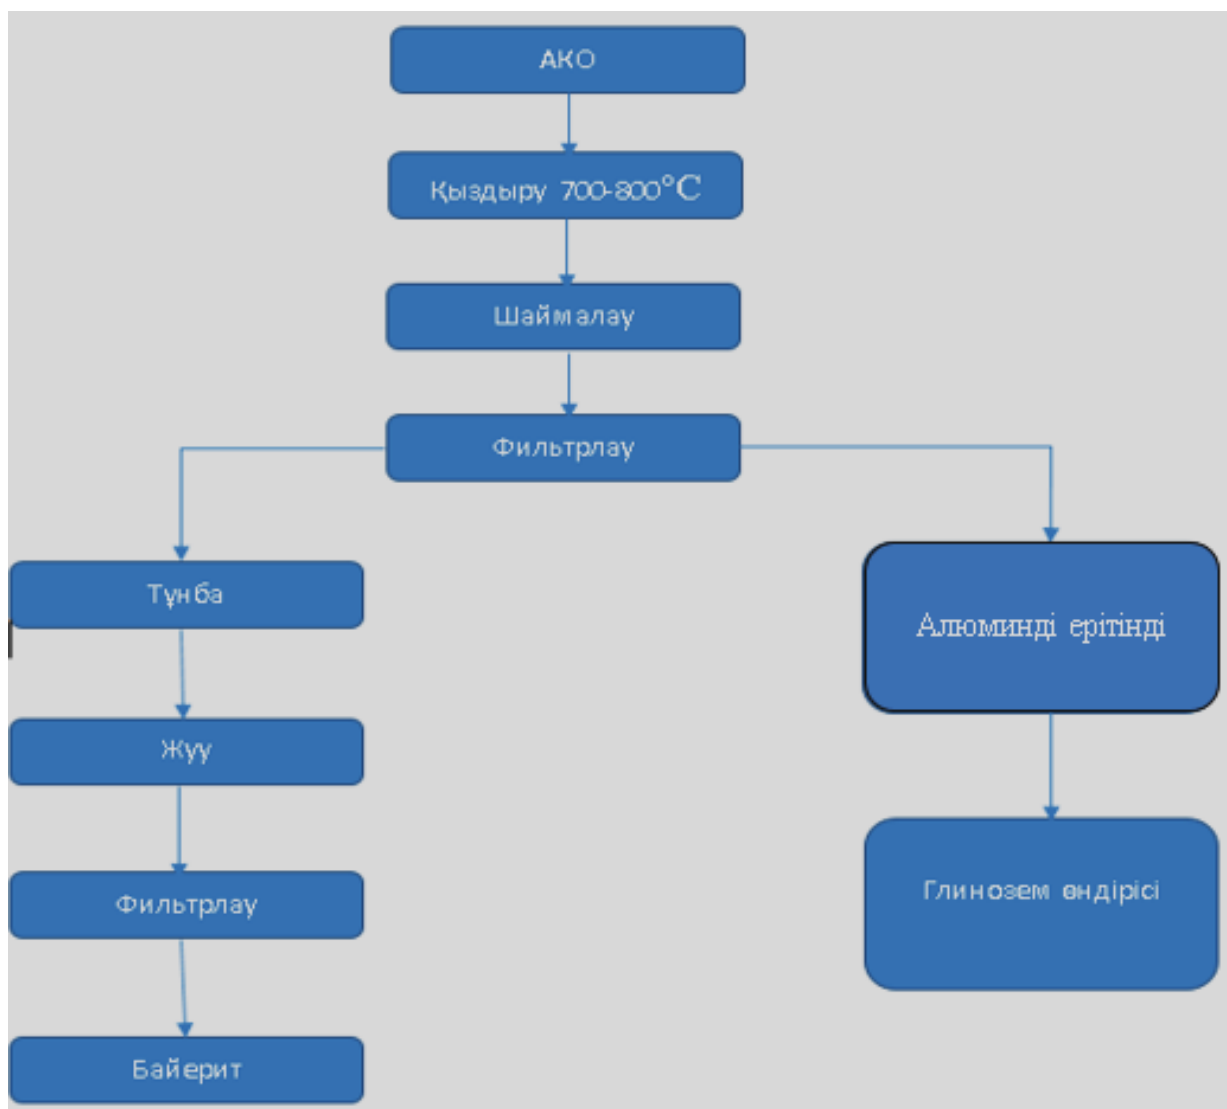 АКО
Қыздыру 700-800°C
Шаймалау
Фильтрлау
Тұнба
Алюминді ерітінді
Жуу
Глинозем өндірісі
Фильтрлау
Байерит